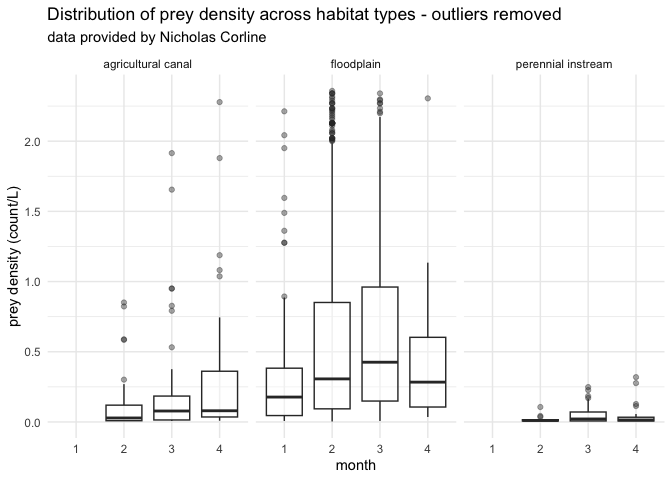 Distribution of prey density across habitat types - outliers removed
data provided by Nicholas Corline
agricultural canal
floodplain
perennial instream
prey density (count/L)
2.0
1.5
1.0
0.5
0.0
1 2 3 4
1 2 3 4
1 2 3 4
month